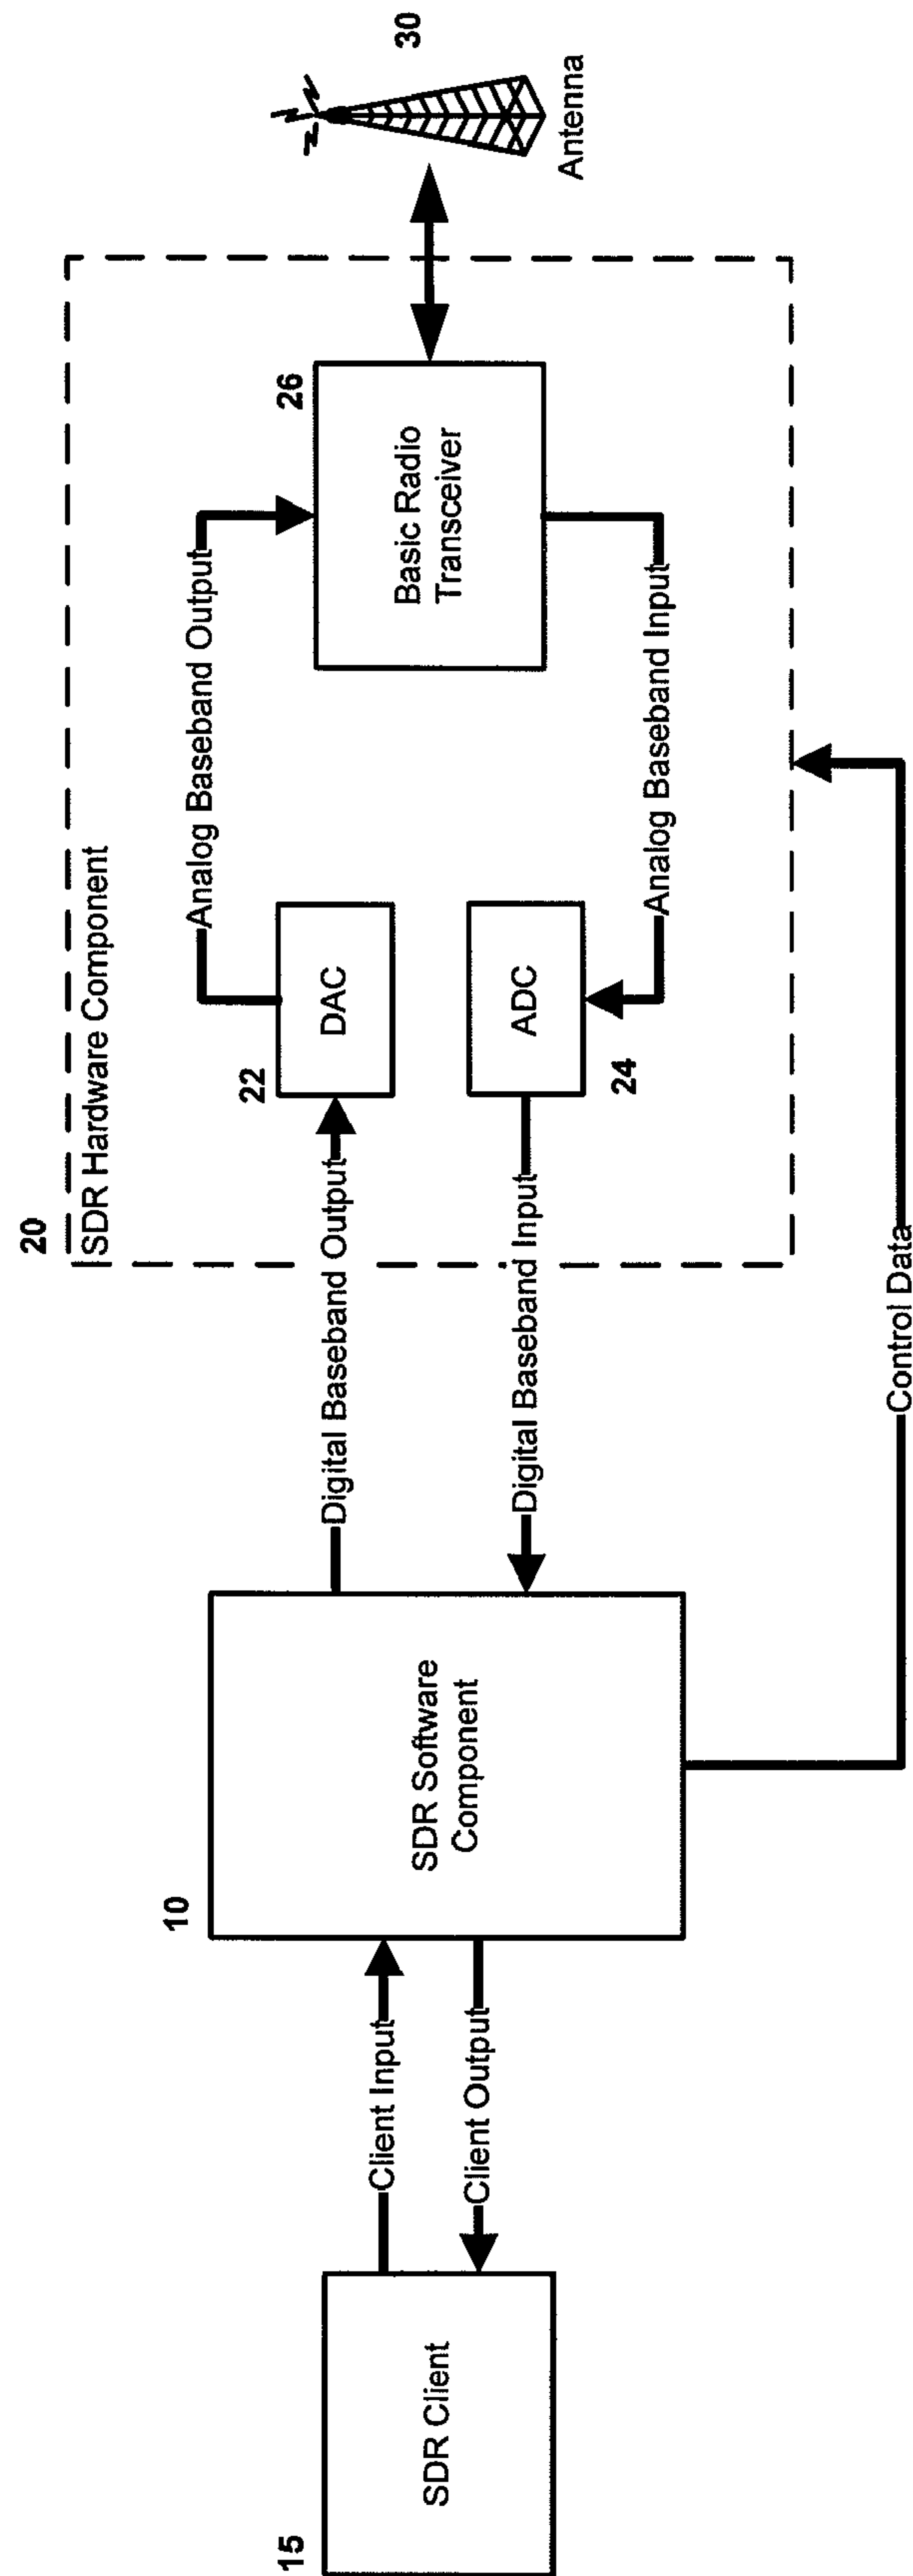 20
SDR Hardware Component
10
15
SDR Client
Client Input
Client Output
SDR Software
Component
Digital Baseband Output
Digital Baseband Input
22
DAC
ADC
24
Analog Baseband Output
Analog Baseband Input
26
Basic Radio
Transceiver
30
Antenna
Control Data